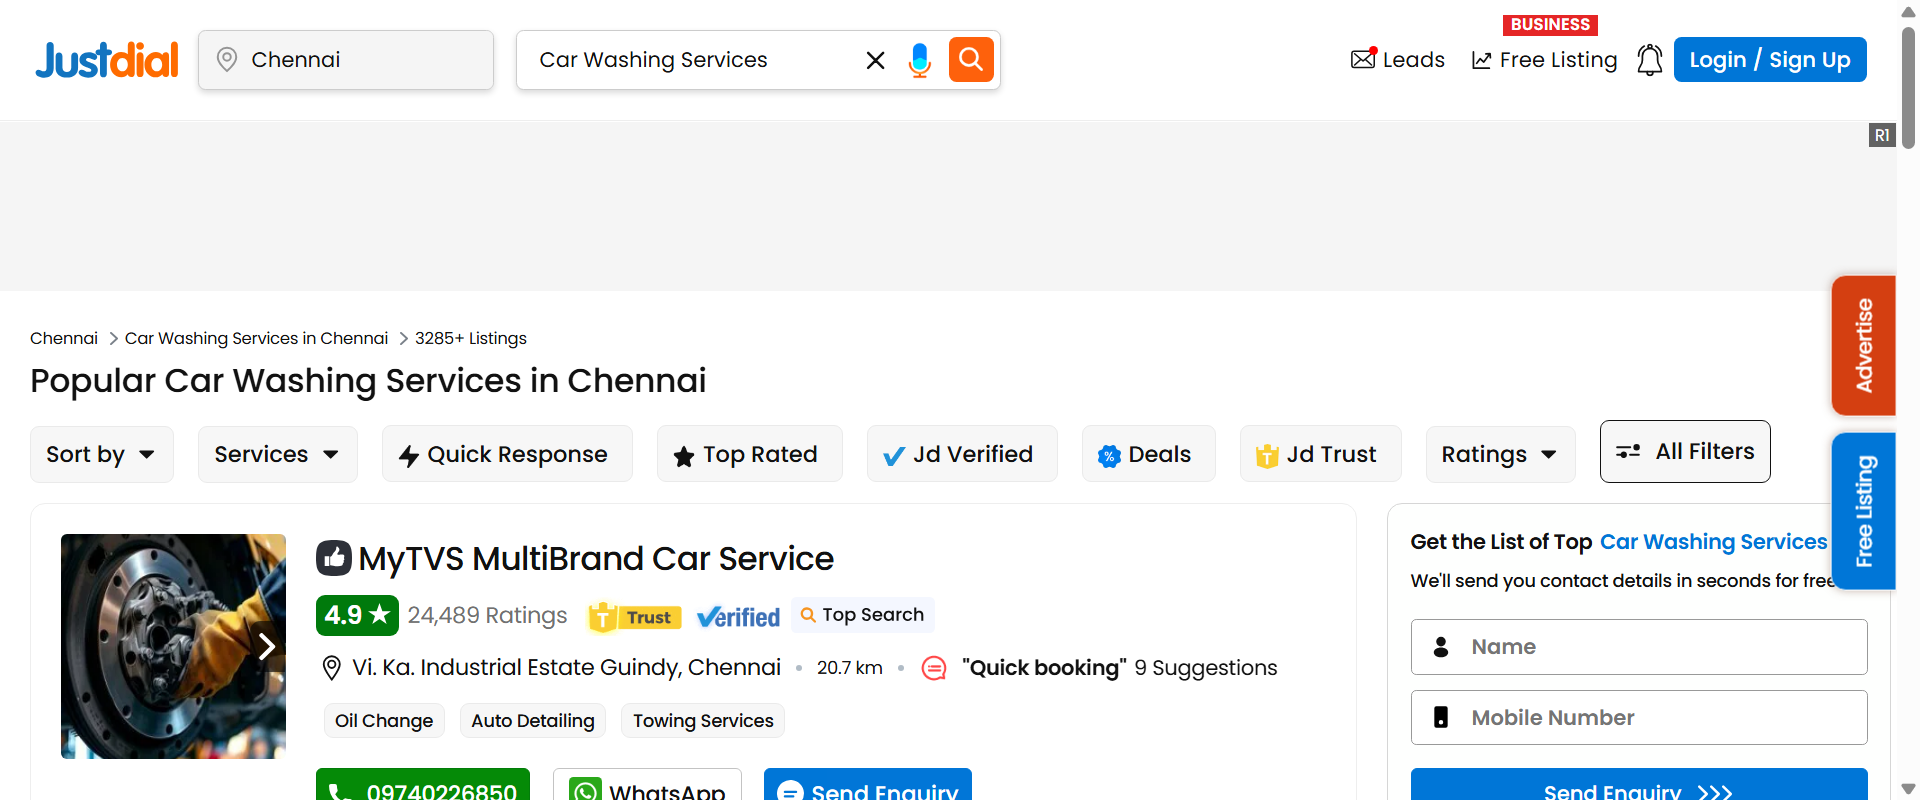 Justdial
Chennai
Car Washing Services
Leads
BUSINESS
Free Listing
Login / Sign Up
R1
Advertise
Free Listing
Chennai > Car Washing Services in Chennai > 3285+ Listings
Popular Car Washing Services in Chennai
Sort by
Services
Quick Response
Top Rated
Jd Verified
Deals
Jd Trust
Ratings
All Filters
MyTVS MultiBrand Car Service
4.9 ★ 24,489 Ratings T Trust Verified Top Search
Vi. Ka. Industrial Estate Guindy, Chennai • 20.7 km • "Quick booking" 9 Suggestions
Oil Change Auto Detailing Towing Services
09740226850 WhatsApp Send Enquiry
Get the List of Top Car Washing Services
We'll send you contact details in seconds for free
Name
Mobile Number
Send Enquiry >>>